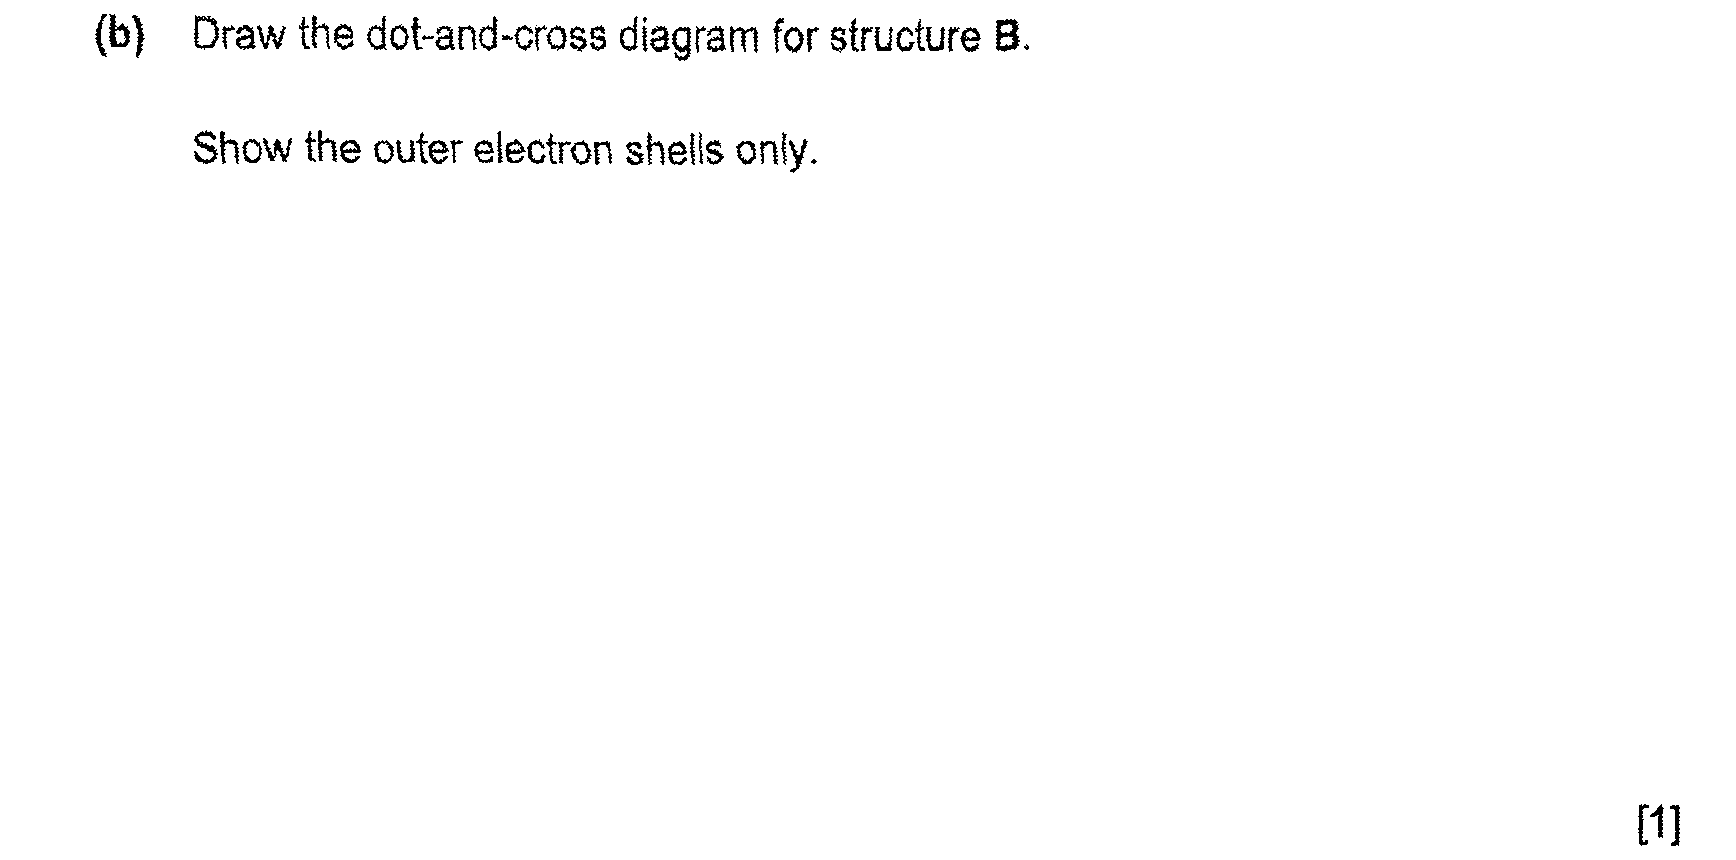 (b) Draw the dot-and-cross diagram for structure B.
Show the outer electron shells only.
[1]